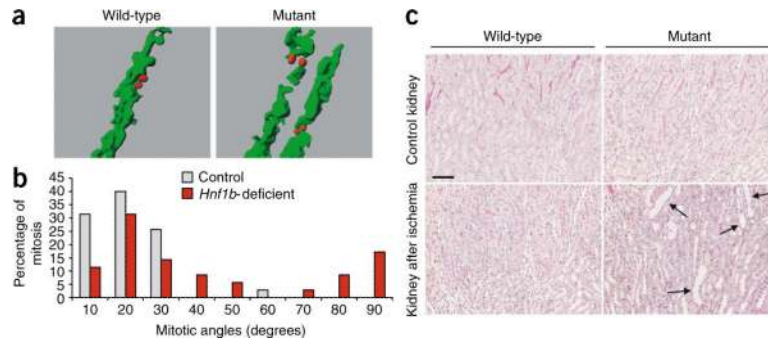 a
Wild-type Mutant
b
Control
Hnf1b-deficient
Percentage of
mitosis
45
40
35
30
25
20
15
10
5
0
10 20 30 40 50 60 70 80 90
Mitotic angles (degrees)
c
Wild-type Mutant
Control kidney
Kidney after ischemia